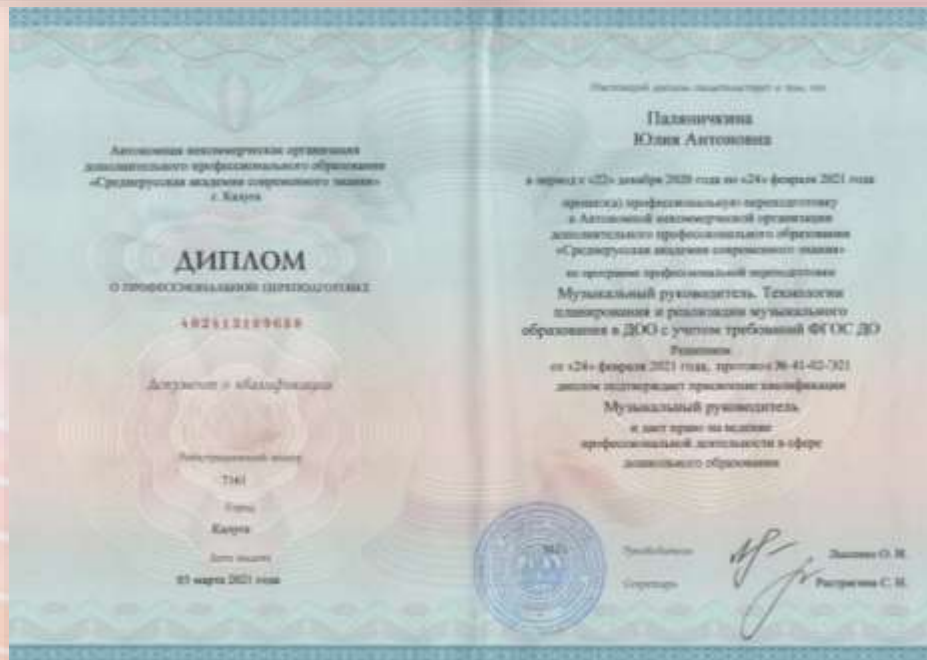 Автономная некоммерческая организация
дополнительного профессионального образования
«Среднерусская академия современного знания»
г. Калуга
ДИПЛОМ
О ПРОФЕССИОНАЛЬНОЙ ПЕРЕПОДГОТОВКЕ
Документ о квалификации
Регистрационный номер
Город
Калуга
Дата выдачи
03 марта 2021 года
Настоящий диплом свидетельствует о том, что
Юлия Антоновна
в период с «22» декабря 2020 года по «24» февраля 2021 года
прошел(а) профессиональную переподготовку
в Автономной некоммерческой организации
дополнительного профессионального образования
«Среднерусская академия современного знания»
по программе профессиональной переподготовки
Музыкальный руководитель. Технологии
планирования и реализации музыкального
образования в ДОО с учетом требований ФГОС ДО
Решением
от «24» февраля 2021 года, протокол
диплом подтверждает присвоение квалификации
Музыкальный руководитель
и дает право на ведение
профессиональной деятельности в сфере
дошкольного образования
Председатель
Секретарь